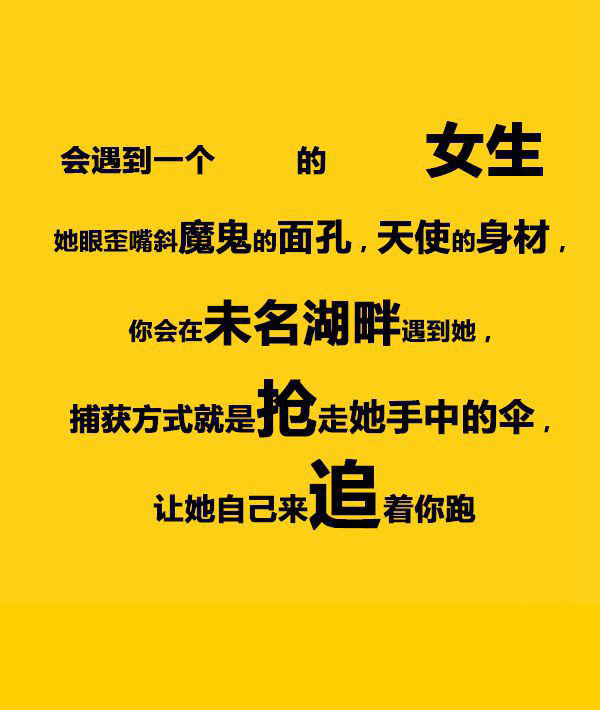 会遇到一个 的 女生
她眼歪嘴斜魔鬼的面孔，天使的身材，
你会在未名湖畔遇到她，
捕获方式就是抢走她手中的伞，
让她自己来追着你跑